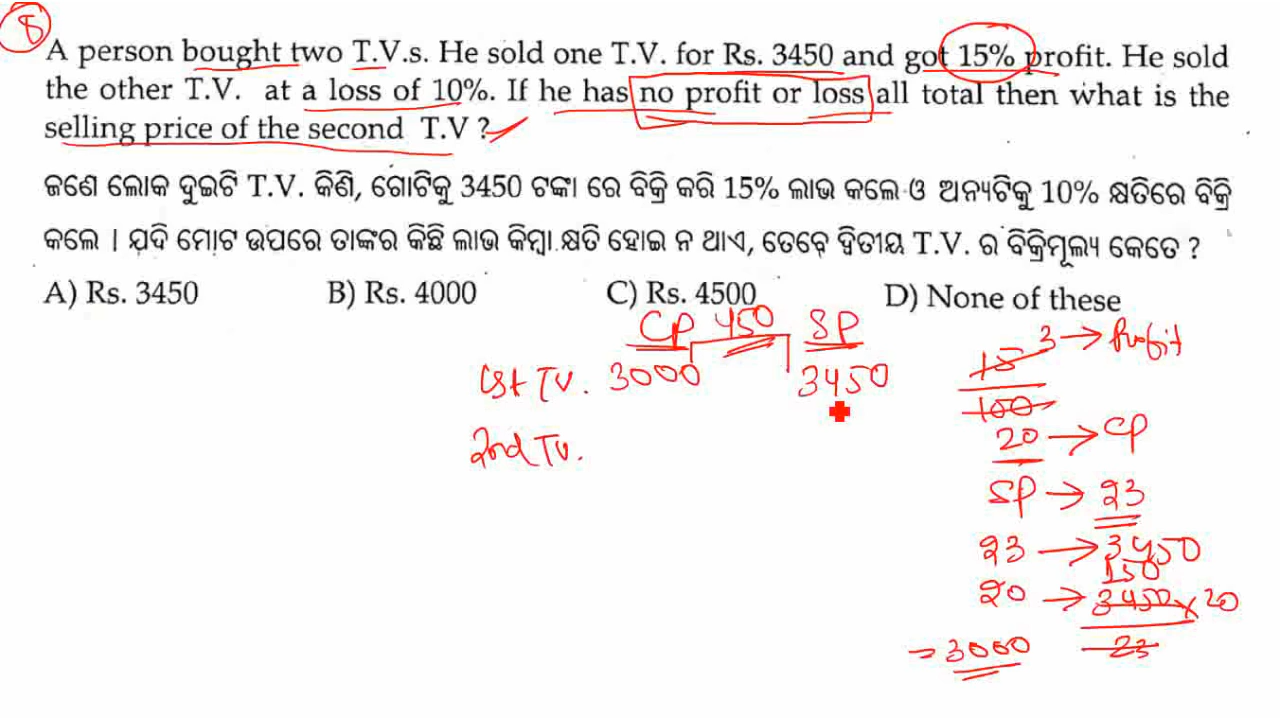 8
A person bought two T.V.s. He sold one T.V. for Rs. 3450 and got 15% profit. He sold
the other T.V. at a loss of 10%. If he has no profit or loss all total then what is the
selling price of the second T.V ?
ଜଣେ ଲୋକ ଦୁଇଟି T.V. କିଣି, ଗୋଟିକୁ 3450 ଟଙ୍କା ରେ ବିକ୍ରି କରି 15% ଲାଭ କଲେ ଓ ଅନ୍ୟଟିକୁ 10% କ୍ଷତିରେ ବିକ୍ରି
କଲେ । ଯଦି ମୋଟ ଉପରେ ତାଙ୍କର କିଛି ଲାଭ କିମ୍ବା କ୍ଷତି ହୋଇ ନ ଥାଏ, ତେବେ ଦ୍ଵିତୀୟ T.V. ର ବିକ୍ରିମୂଲ୍ୟ କେତେ ?
A) Rs. 3450 B) Rs. 4000 C) Rs. 4500 D) None of these
CP 450 SP
1st TV. 3000 3450
2nd TV.
15 3 → Profit
100
20 → CP
SP → 23
23 → 3450
150
20 → 3450 x 20
23
= 3000